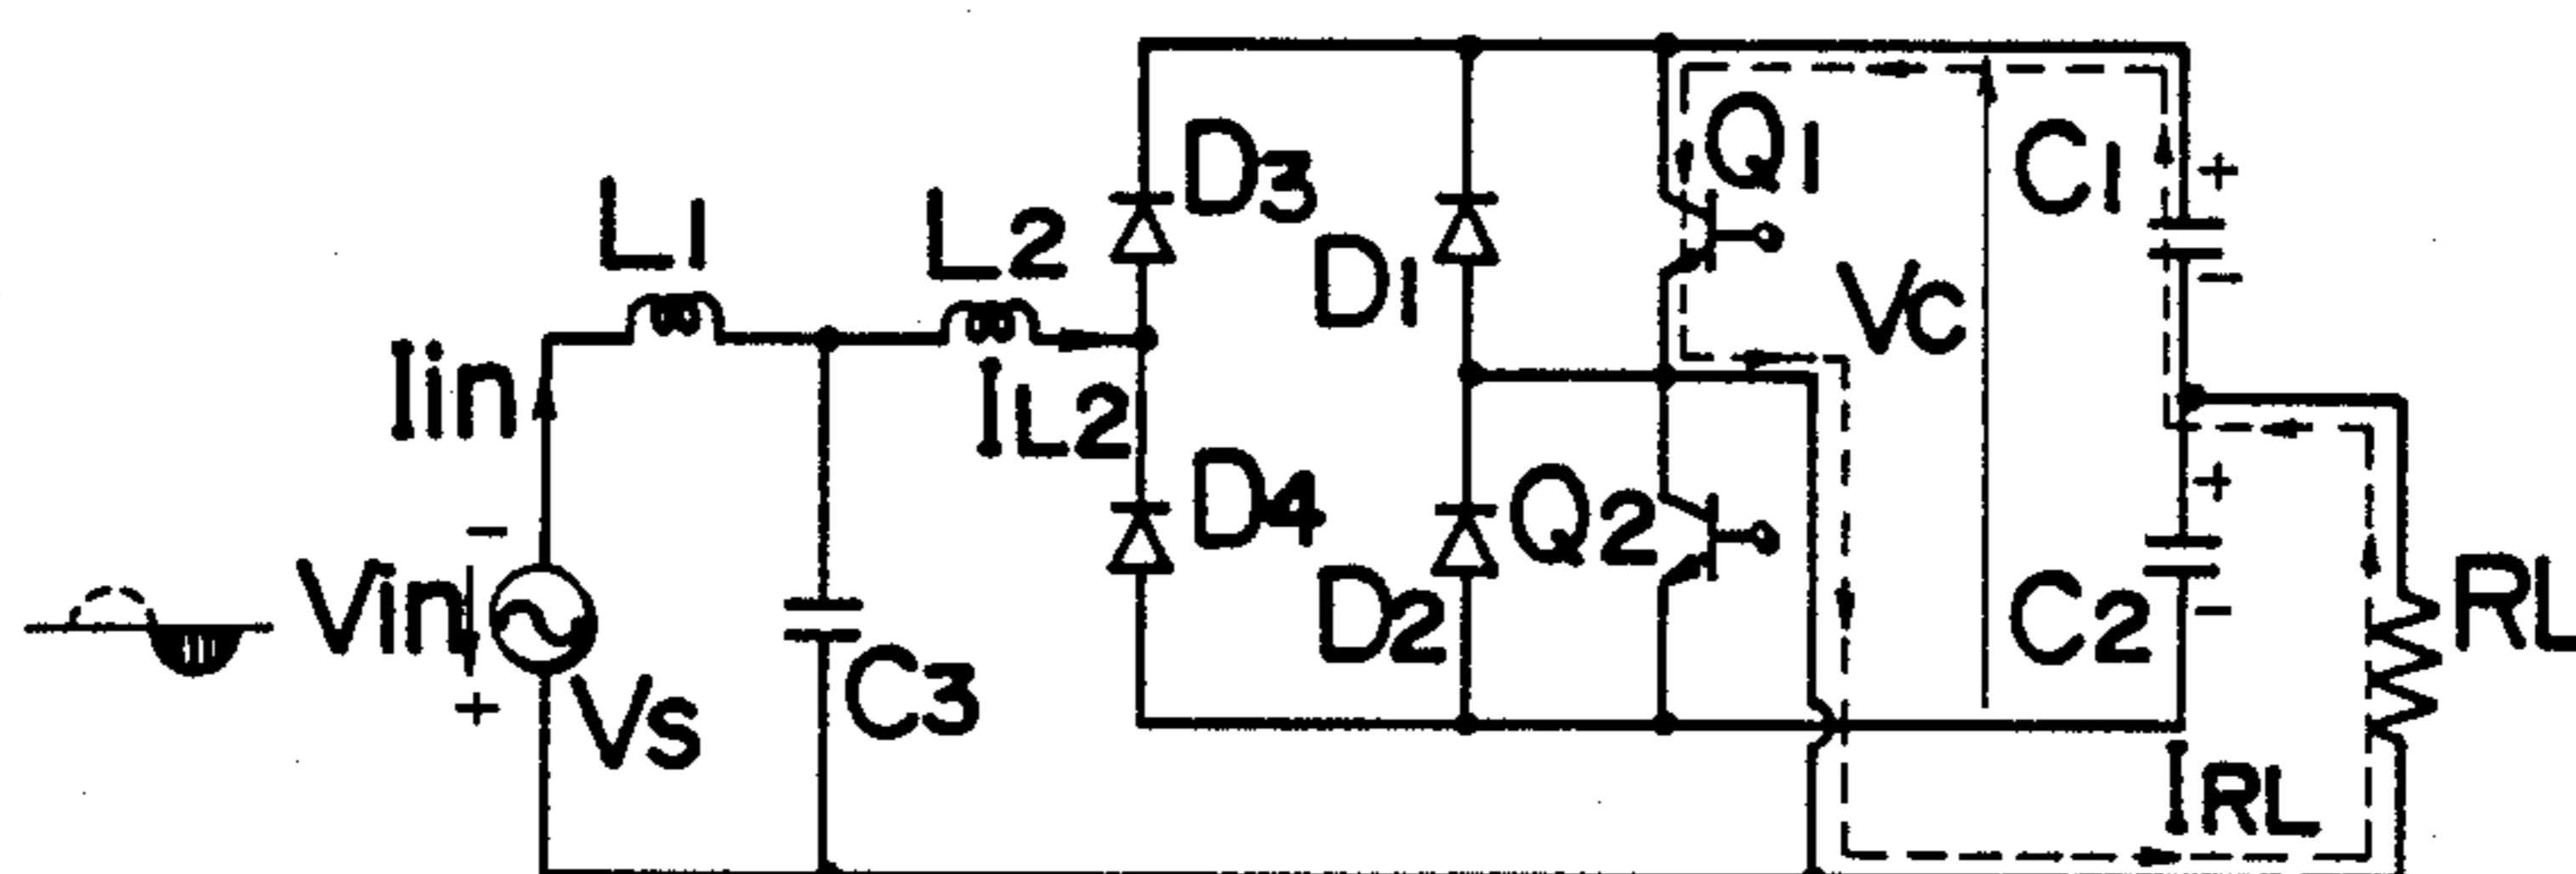 D3
Q1
C1
+
L1
L2
D1
−
Vc
Iin
IL2
D4
Q2
+
−
Vin
D2
C2
−
RL
C3
+
Vs
IRL